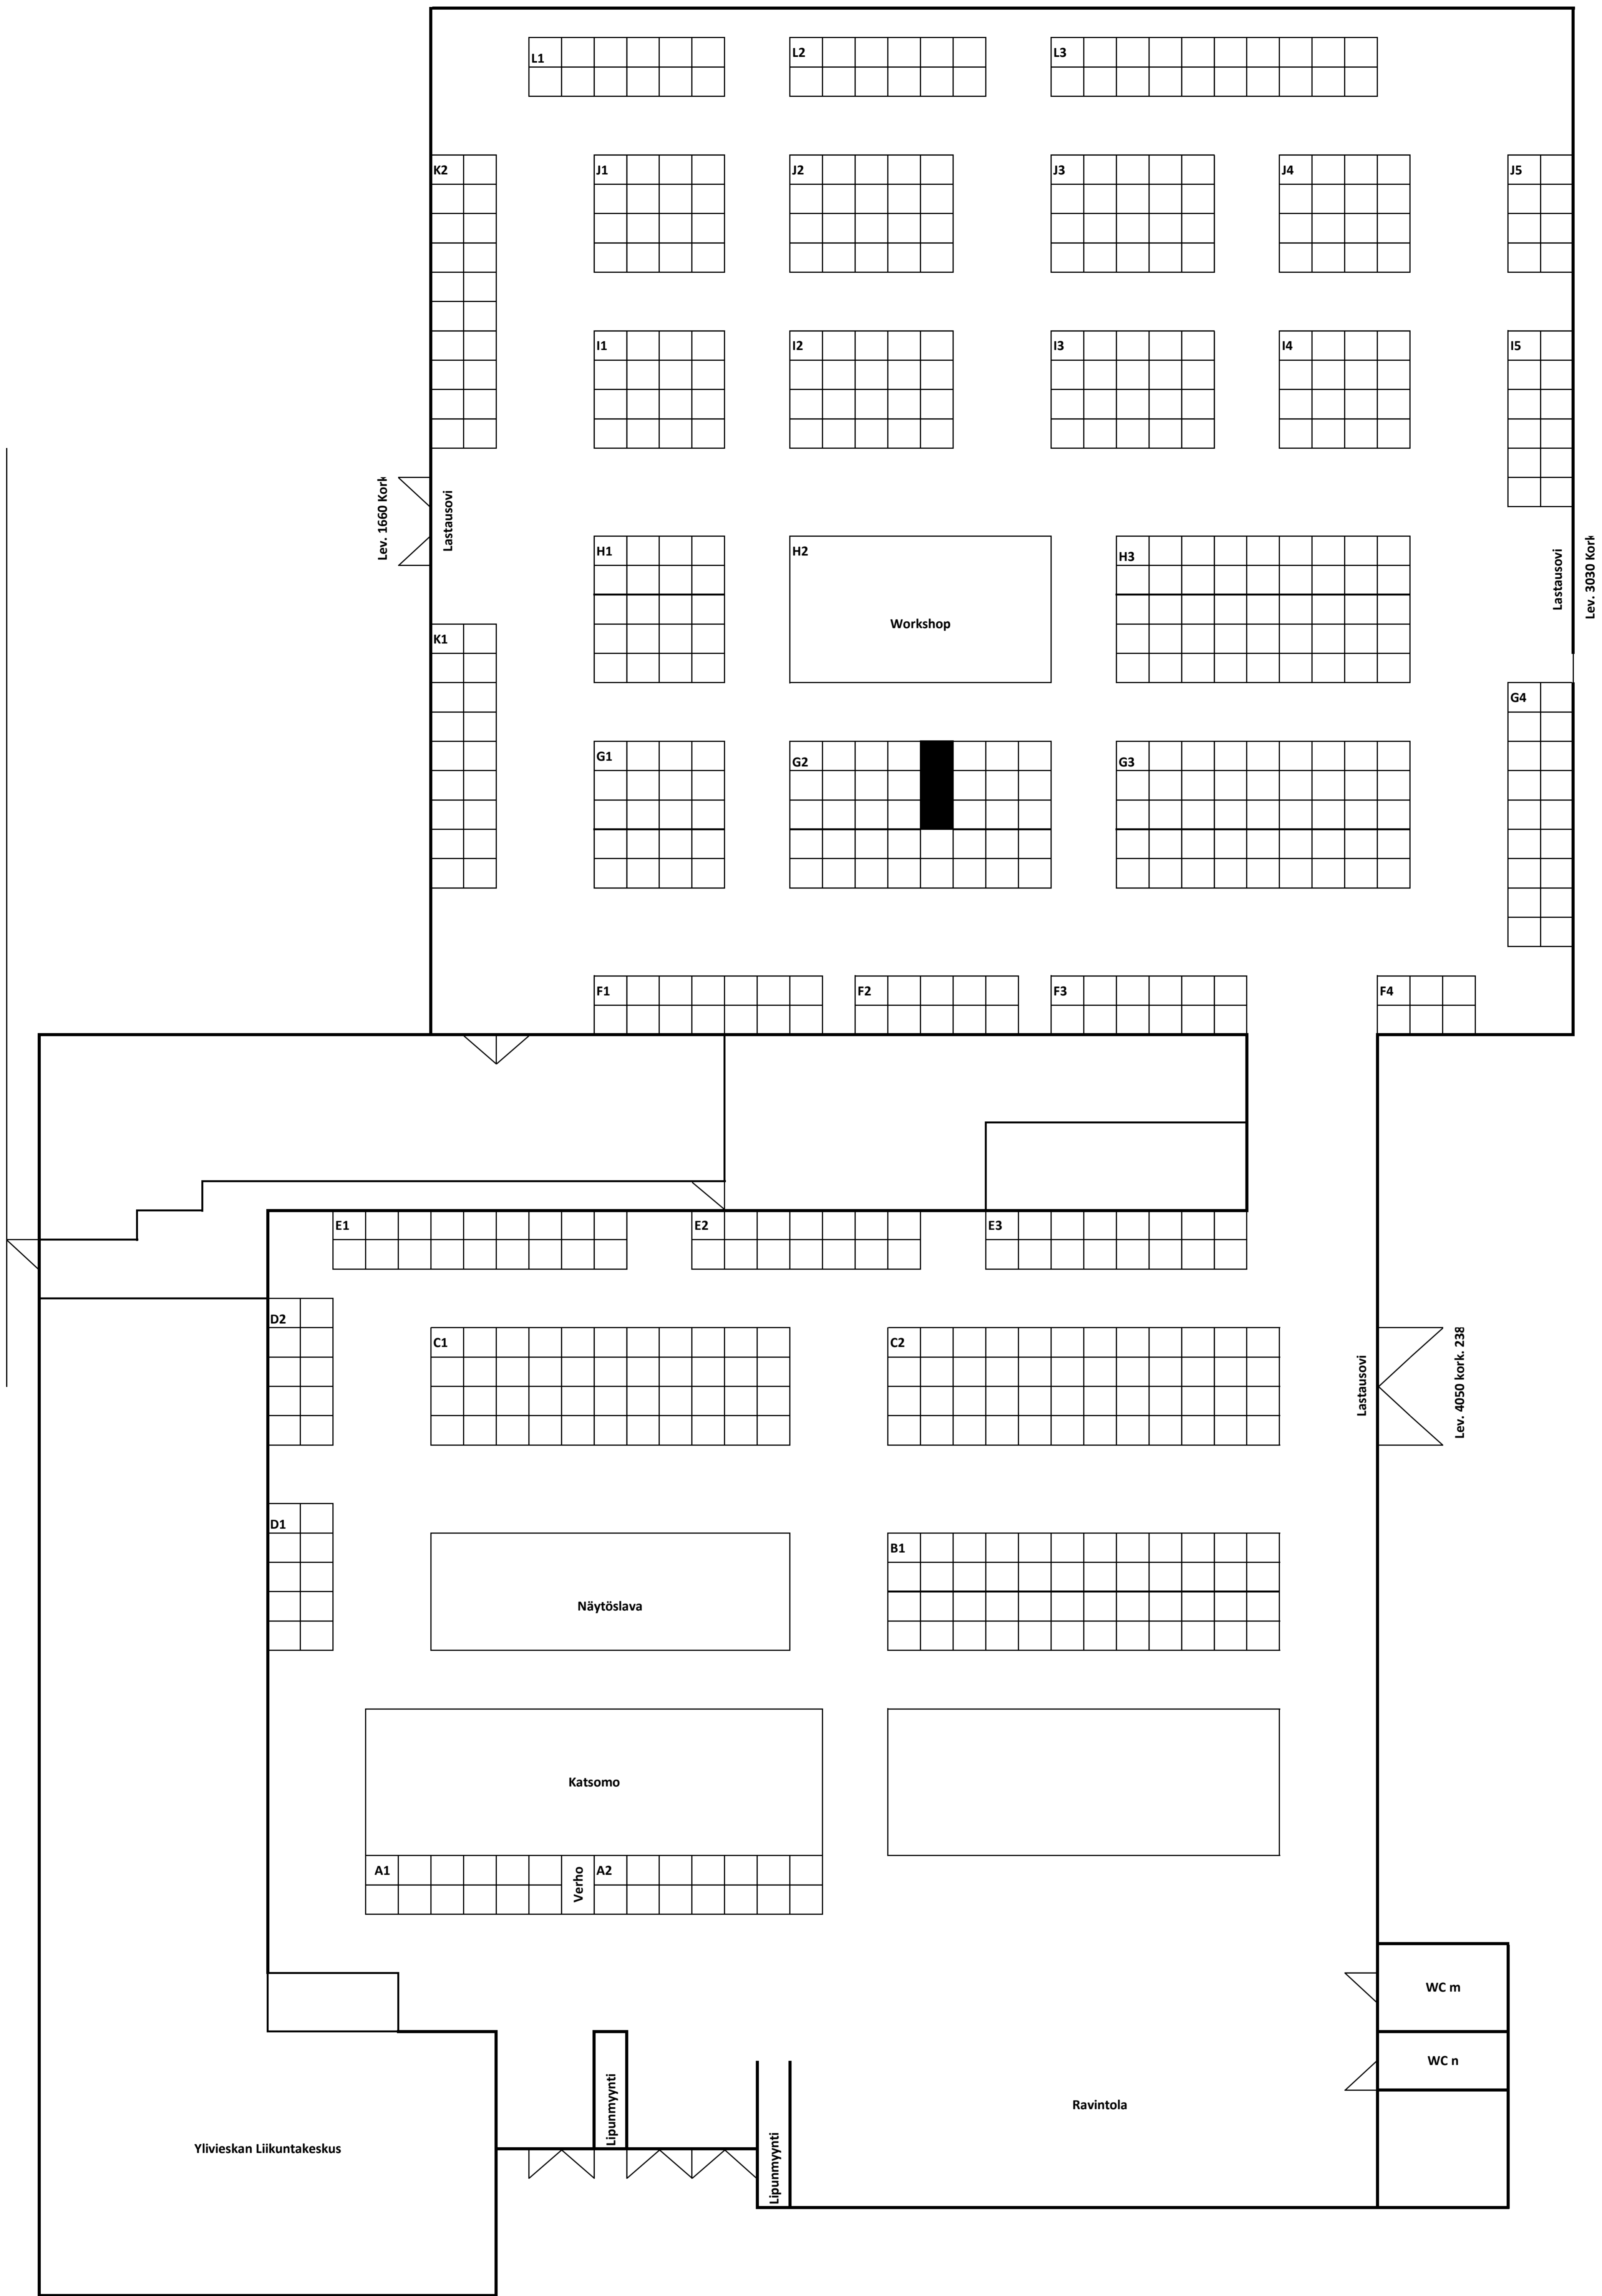 L1
L2
L3
K2
J1
J2
J3
J4
J5
I1
I2
I3
I4
I5
Lev. 1660 Kork
Lastausovi
H1
H2
H3
Workshop
Lastausovi
Lev. 3030 Kork
K1
G4
G1
G2
G3
F1
F2
F3
F4
E1
E2
E3
D2
C1
C2
Lastausovi
Lev. 4050 kork. 238
D1
B1
Näytöslava
Katsomo
A1
Verho
A2
WC m
WC n
Lipunmyynti
Ravintola
Lipunmyynti
Ylivieskan Liikuntakeskus